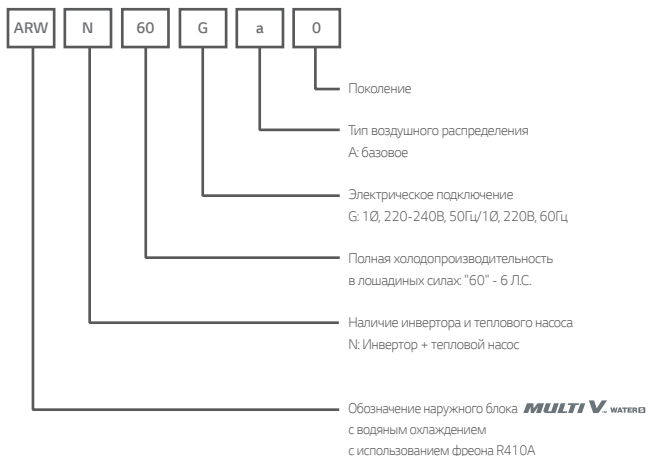 ARW N 60 G a 0
Поколение
Тип воздушного распределения
А: базовое
Электрическое подключение
G: 1Ø, 220-240В, 50Гц/1Ø, 220В, 60Гц
Полная холодопроизводительность
в лошадиных силах: "60" - 6 Л.С.
Наличие инвертора и теплового насоса
N: Инвертор + тепловой насос
Обозначение наружного блока MULTI V™ WATER S
с водяным охлаждением
с использованием фреона R410A